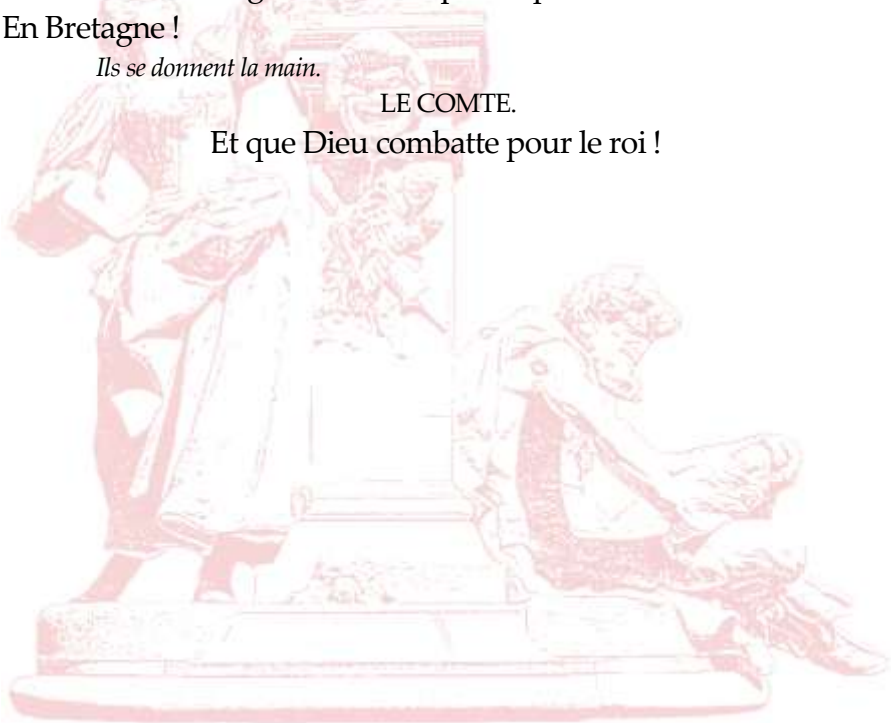 En Bretagne !
Ils se donnent la main.
LE COMTE.
Et que Dieu combatte pour le roi !